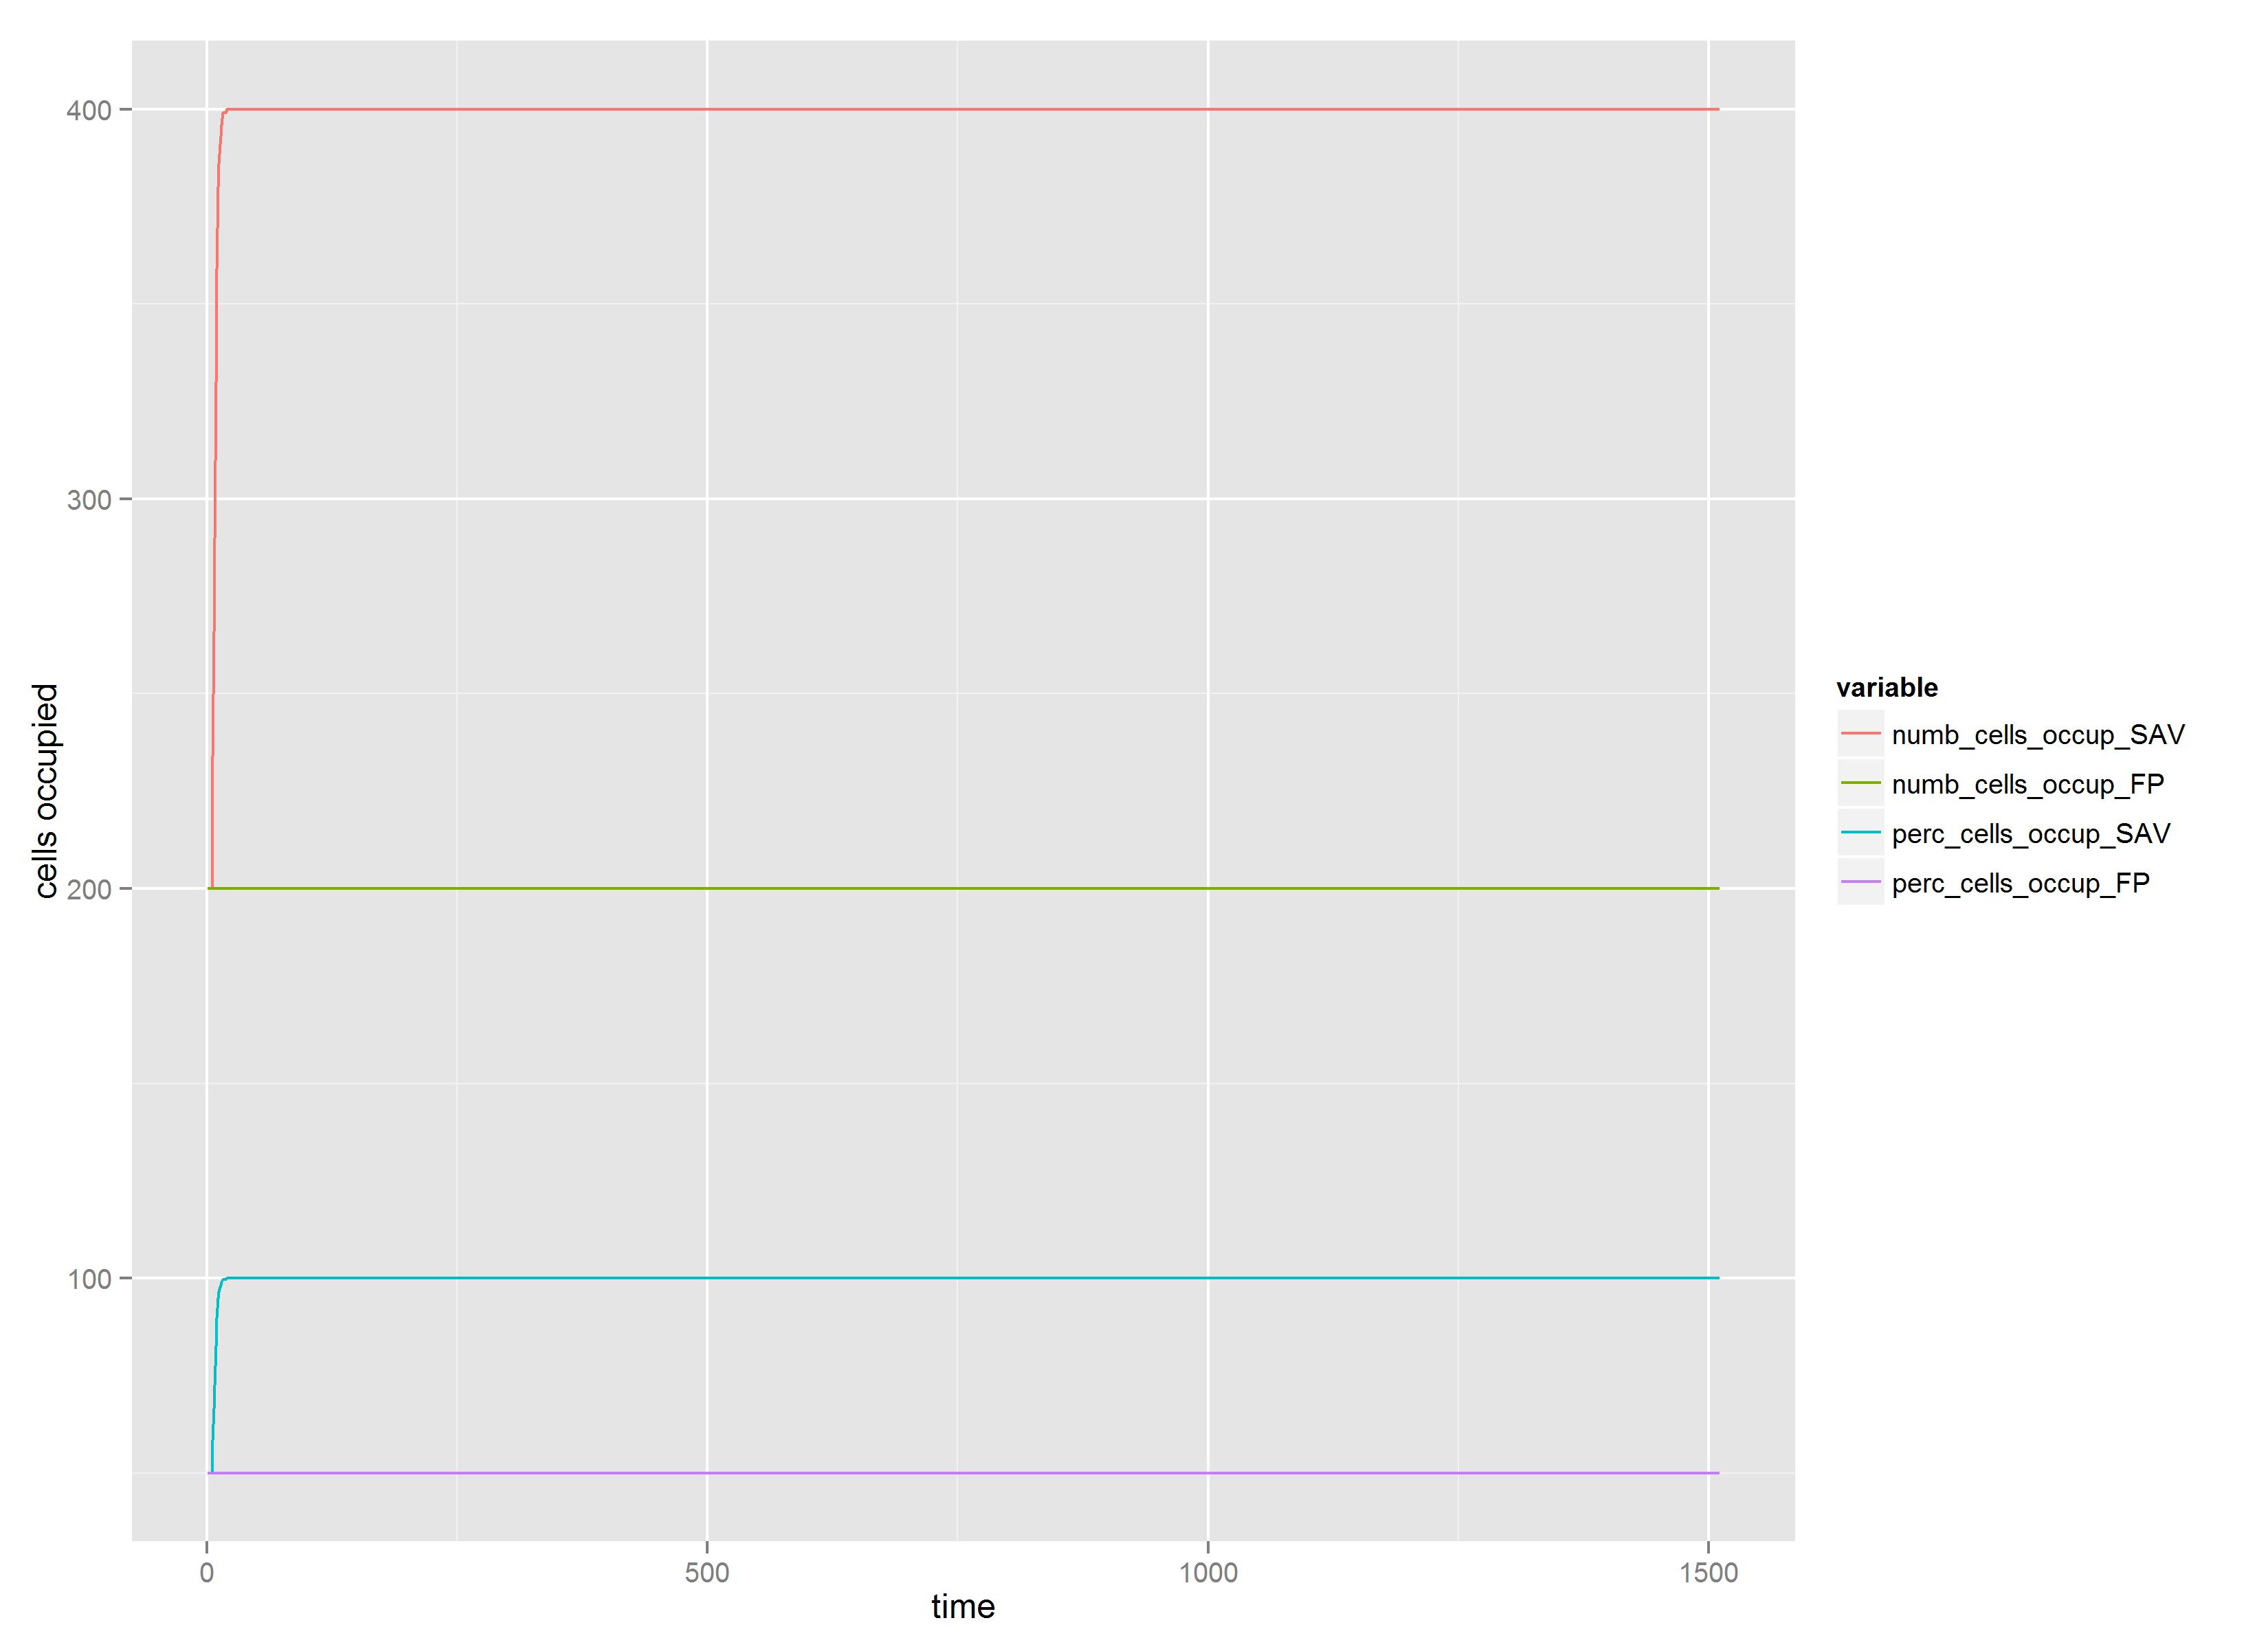 cells occupied
400
300
200
100
0
500
1000
1500
time
variable
numb_cells_occup_SAV
numb_cells_occup_FP
perc_cells_occup_SAV
perc_cells_occup_FP